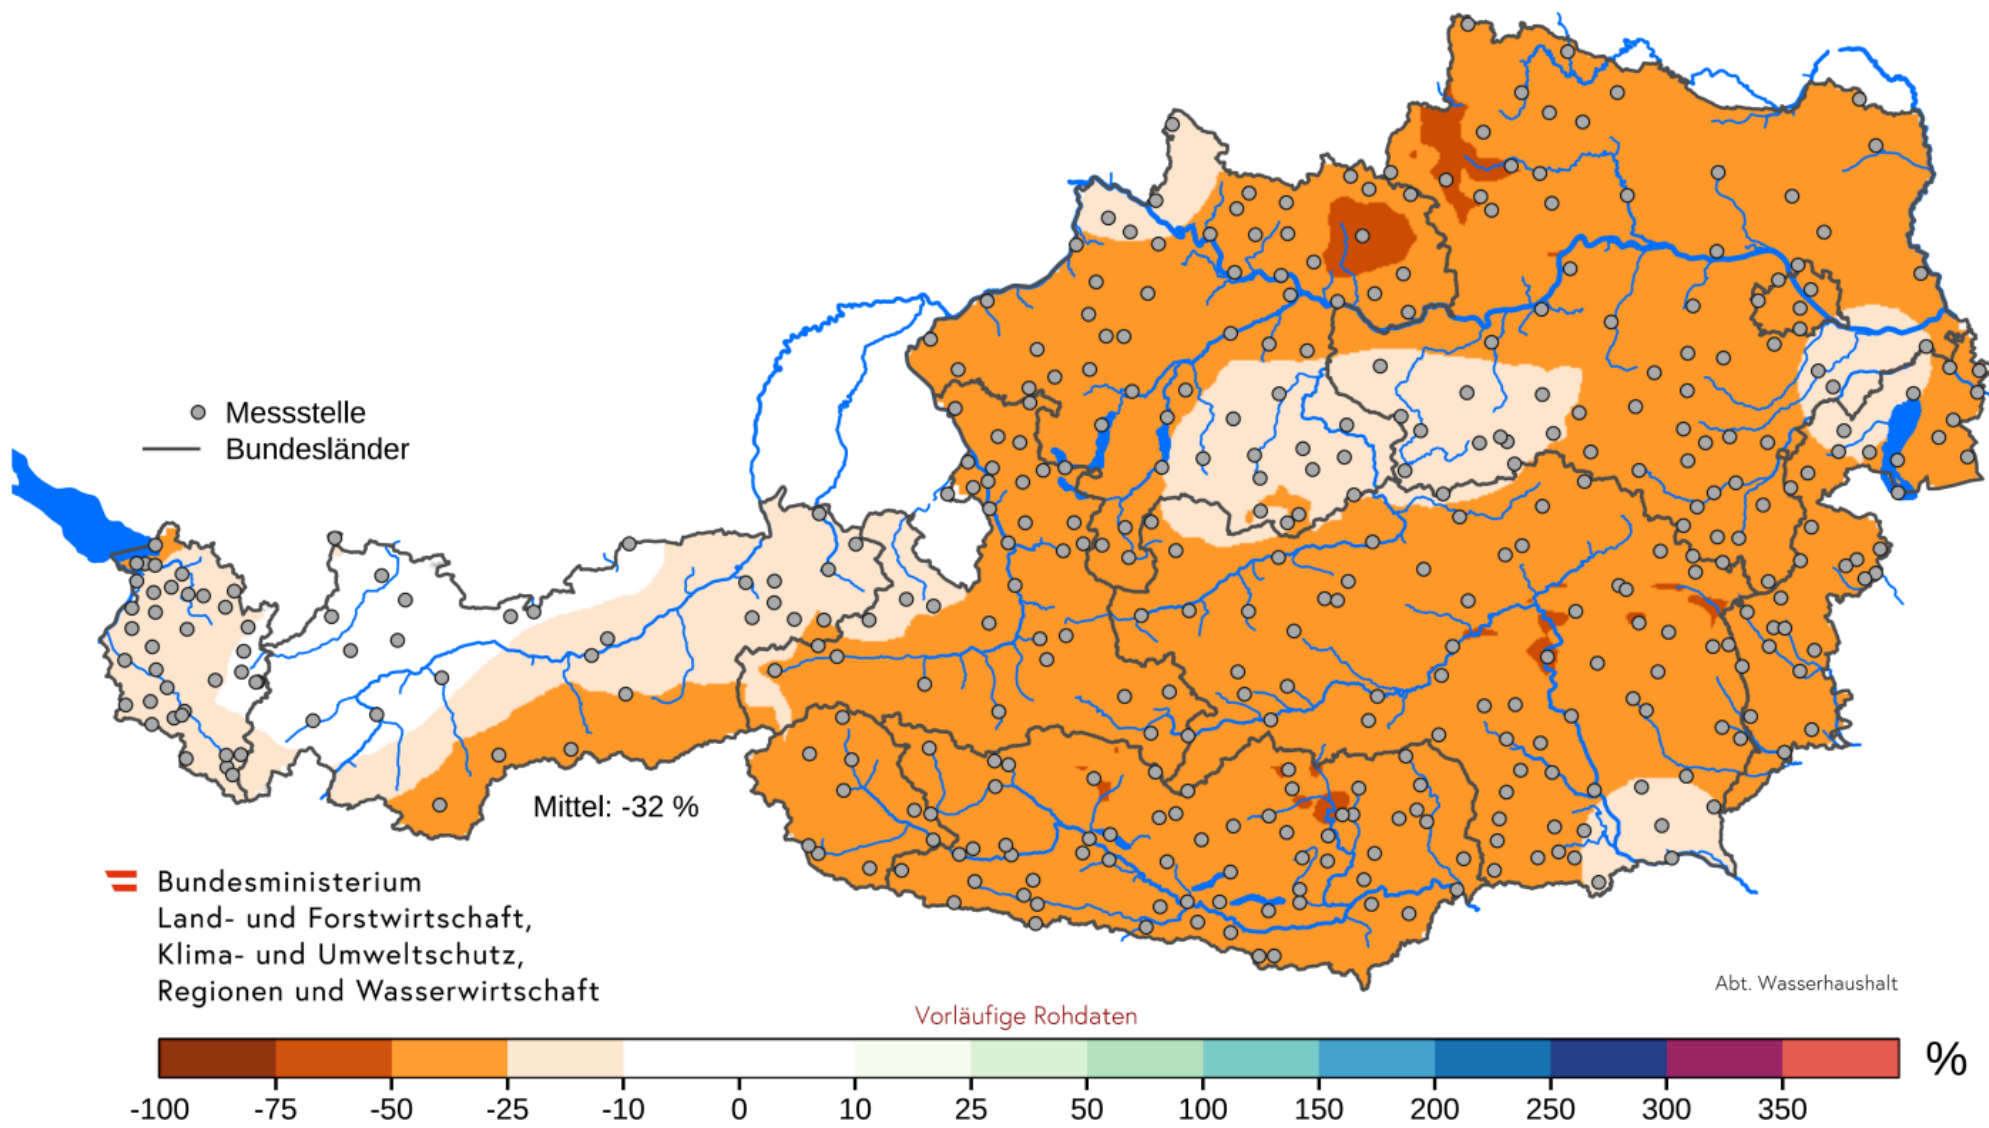 Messstelle
Bundesländer
Mittel: -32 %
Bundesministerium
Land- und Forstwirtschaft,
Klima- und Umweltschutz,
Regionen und Wasserwirtschaft
Abt. Wasserhaushalt
Vorläufige Rohdaten
%
-100 -75 -50 -25 -10 0 10 25 50 100 150 200 250 300 350